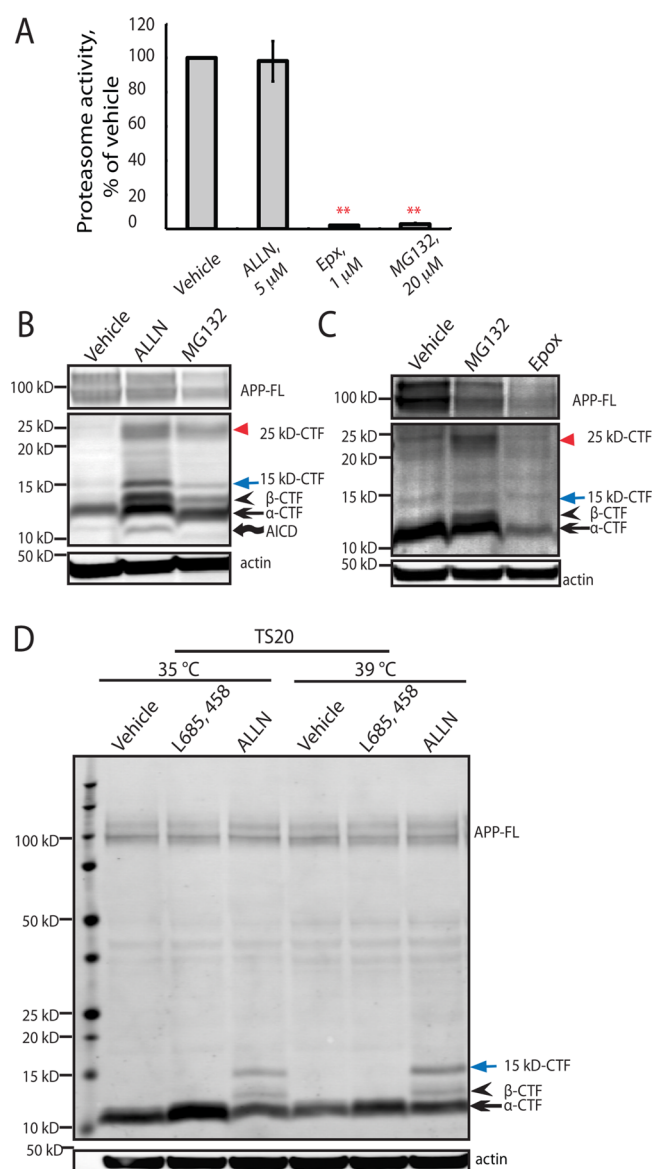 A
Proteasome activity,
% of vehicle
120
100
80
60
40
20
0
**
**
Vehicle
ALLN,
5 µM
Epx,
1 µM
MG132,
20 µM
B
Vehicle
ALLN
MG132
100 kD
APP-FL
25 kD
20 kD
15 kD
10 kD
50 kD
25 kD-CTF
15 kD-CTF
β-CTF
α-CTF
AICD
actin
C
Vehicle
MG132
Epox
100 kD
APP-FL
25 kD
20 kD
15 kD
10 kD
50 kD
25 kD-CTF
15 kD-CTF
β-CTF
α-CTF
actin
D
TS20
35 °C
39 °C
Vehicle
L685, 458
ALLN
Vehicle
L685, 458
ALLN
100 kD
50 kD
25 kD
20 kD
15 kD
10 kD
50 kD
APP-FL
15 kD-CTF
β-CTF
α-CTF
actin